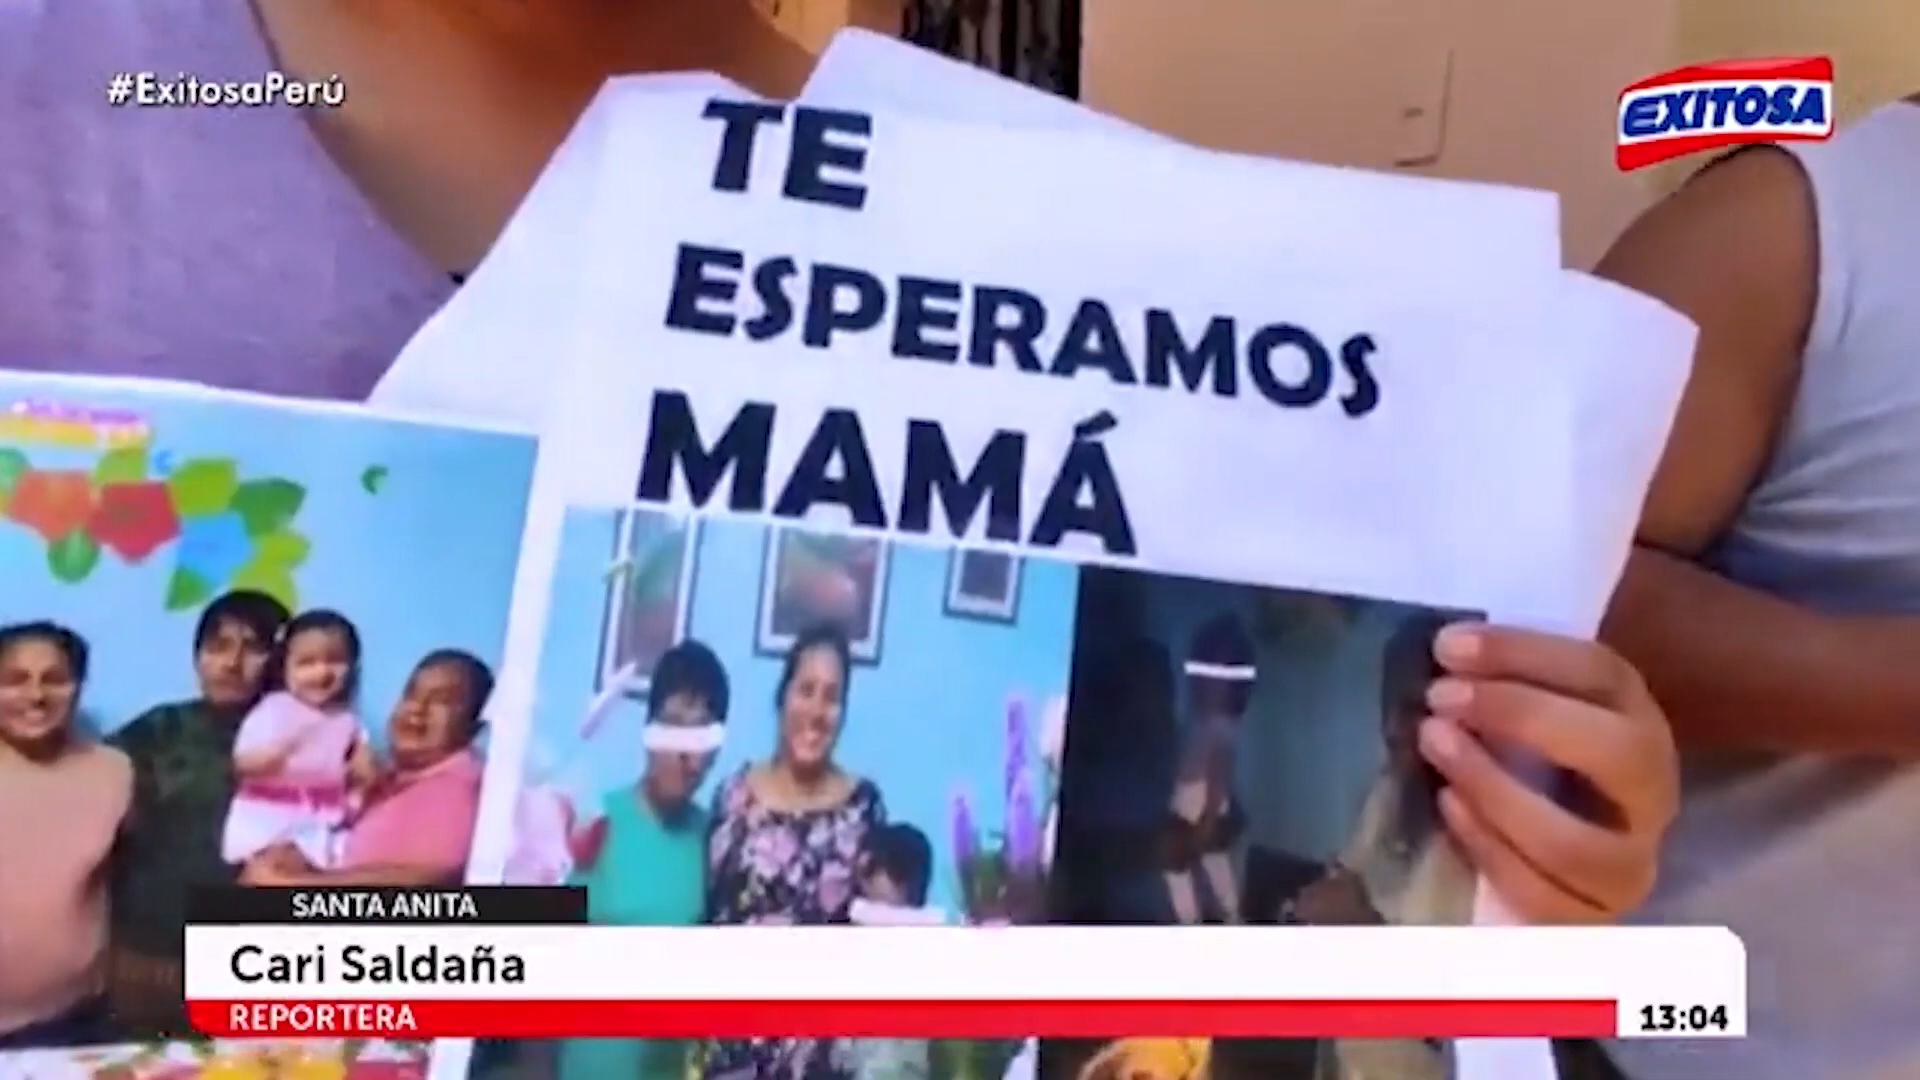 #ExitosaPerú
EXITOSA
TE
ESPERAMOS
MAMÁ
SANTA ANITA
Cari Saldaña
REPORTERA
13:04